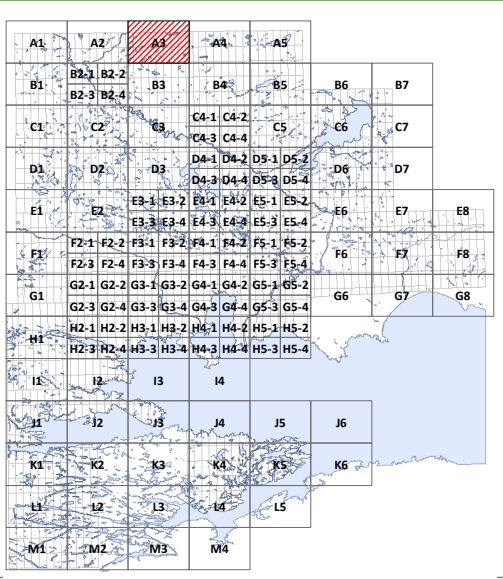 A1 A2 A3 A4 A5
B2-1 B2-2
B1 B3 B4 B5 B6 B7
B2-3 B2-4
C4-1 C4-2
C1 C2 C3 C5 C6 C7
C4-3 C4-4
D4-1 D4-2 D5-1 D5-2
D1 D2 D3 D6 D7
D4-3 D4-4 D5-3 D5-4
E3-1 E3-2 E4-1 E4-2 E5-1 E5-2
E1 E2 E6 E7 E8
E3-3 E3-4 E4-3 E4-4 E5-3 E5-4
F2-1 F2-2 F3-1 F3-2 F4-1 F4-2 F5-1 F5-2
F1 F6 F7 F8
F2-3 F2-4 F3-3 F3-4 F4-3 F4-4 F5-3 F5-4
G2-1 G2-2 G3-1 G3-2 G4-1 G4-2 G5-1 G5-2
G1 G6 G7 G8
G2-3 G2-4 G3-3 G3-4 G4-3 G4-4 G5-3 G5-4
H2-1 H2-2 H3-1 H3-2 H4-1 H4-2 H5-1 H5-2
H1
H2-3 H2-4 H3-3 H3-4 H4-3 H4-4 H5-3 H5-4
I1 I2 I3 I4
J1 J2 J3 J4 J5 J6
K1 K2 K3 K4 K5 K6
L1 L2 L3 L4 L5
M1 M2 M3 M4